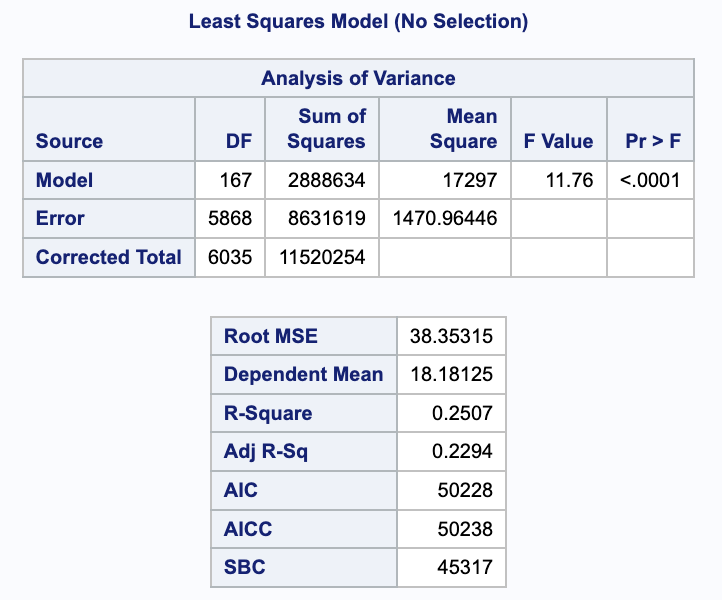 Least Squares Model (No Selection)
Analysis of Variance
Source DF Sum of Squares Mean Square F Value Pr > F
Model 167 2888634 17297 11.76 <.0001
Error 5868 8631619 1470.96446
Corrected Total 6035 11520254
Root MSE 38.35315
Dependent Mean 18.18125
R-Square 0.2507
Adj R-Sq 0.2294
AIC 50228
AICC 50238
SBC 45317